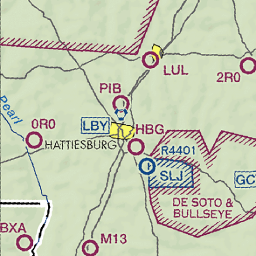 LUL
2R0
PIB
Pearl
LBY
0R0
HBG
HATTIESBURG
R4401
SLJ
GC
DE SOTO &
BULLSEYE
BXA
M13